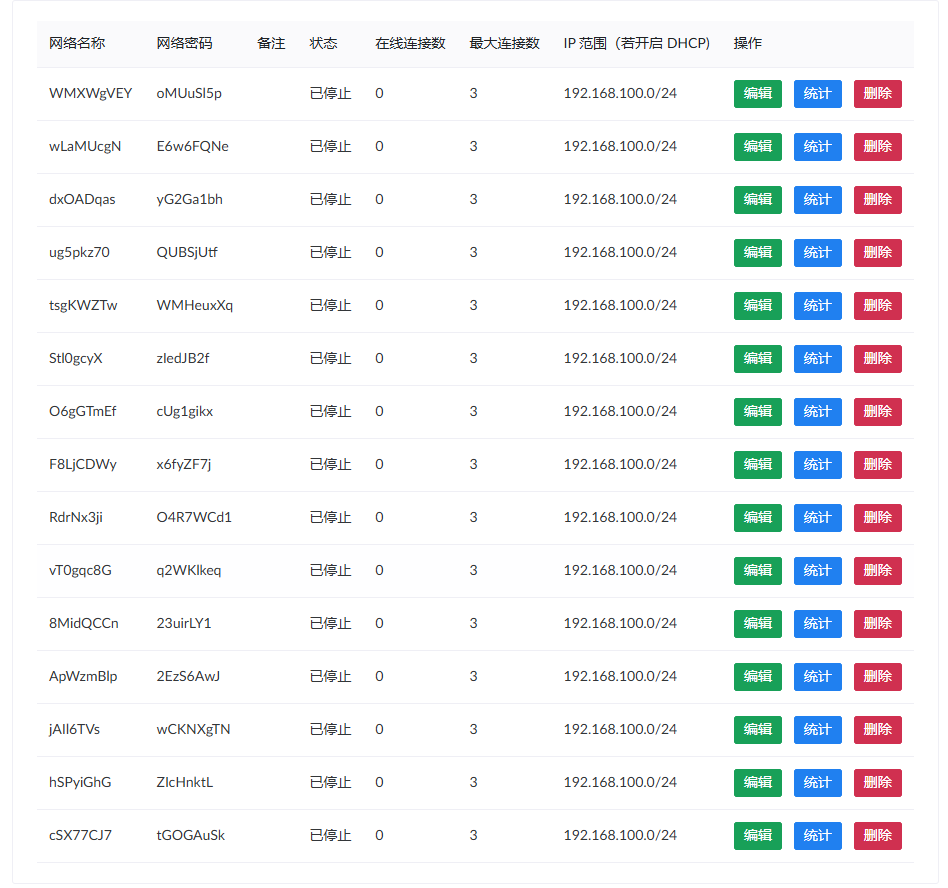 网络名称 网络密码 备注 状态 在线连接数 最大连接数 IP 范围（若开启 DHCP) 操作
WMXWgVEY oMUuSl5p 已停止 0 3 192.168.100.0/24 编辑 统计 删除
wLaMUcgN E6w6FQNe 已停止 0 3 192.168.100.0/24 编辑 统计 删除
dxOADqas yG2Ga1bh 已停止 0 3 192.168.100.0/24 编辑 统计 删除
ug5pkz70 QUBSjUtf 已停止 0 3 192.168.100.0/24 编辑 统计 删除
tsgKWZTw WMHeuxXq 已停止 0 3 192.168.100.0/24 编辑 统计 删除
Stl0gcyX zledJB2f 已停止 0 3 192.168.100.0/24 编辑 统计 删除
O6gGTmEf cUg1gikx 已停止 0 3 192.168.100.0/24 编辑 统计 删除
F8LjCDWy x6fyZF7j 已停止 0 3 192.168.100.0/24 编辑 统计 删除
RdrNx3ji O4R7WCd1 已停止 0 3 192.168.100.0/24 编辑 统计 删除
vT0gqc8G q2WKlkeq 已停止 0 3 192.168.100.0/24 编辑 统计 删除
8MidQCCn 23uirLY1 已停止 0 3 192.168.100.0/24 编辑 统计 删除
ApWzmBlp 2EzS6AwJ 已停止 0 3 192.168.100.0/24 编辑 统计 删除
jAll6TVs wCKNXgTN 已停止 0 3 192.168.100.0/24 编辑 统计 删除
hSPyiGhG ZlcHnktL 已停止 0 3 192.168.100.0/24 编辑 统计 删除
cSX77CJ7 tGOGAuSk 已停止 0 3 192.168.100.0/24 编辑 统计 删除